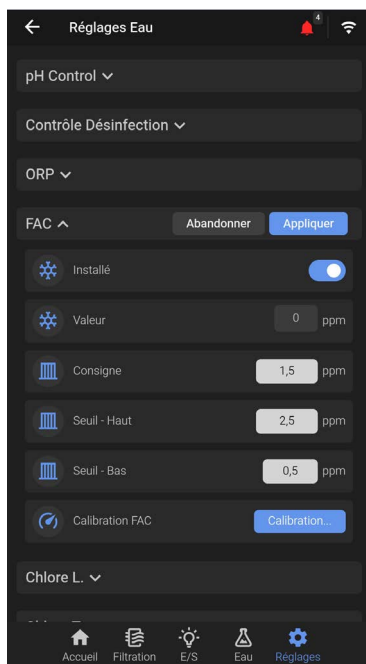 Réglages Eau
4
pH Control
Contrôle Désinfection
ORP
FAC Abandonner Appliquer
Installé
Valeur 0 ppm
Consigne 1,5 ppm
Seuil - Haut 2,5 ppm
Seuil - Bas 0,5 ppm
Calibration FAC Calibration...
Chlore L.
Accueil Filtration E/S Eau Réglages